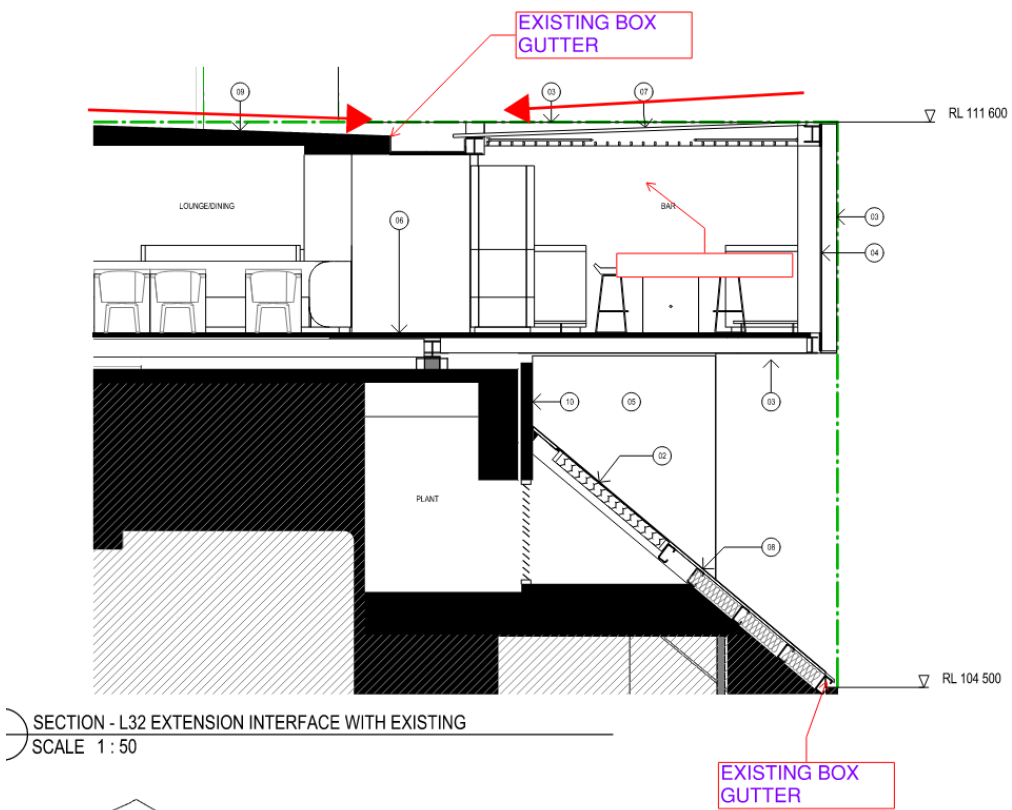 EXISTING BOX
GUTTER
09
03
07
RL 111 600
LOUNGE/DINING
BAR
06
03
04
10
05
03
02
PLANT
08
RL 104 500
SECTION - L32 EXTENSION INTERFACE WITH EXISTING
SCALE 1 : 50
EXISTING BOX
GUTTER